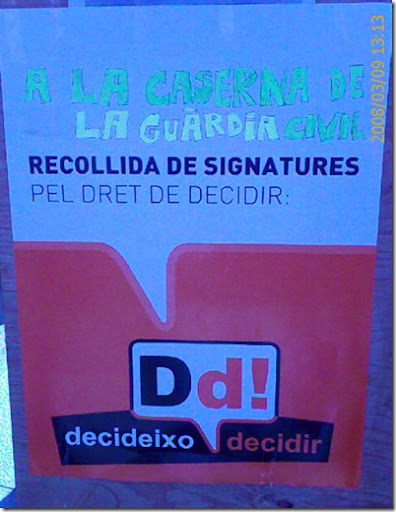 A LA CASERNA DE
LA GUÀRDIA CIVIL
RECOLLIDA DE SIGNATURES
PEL DRET DE DECIDIR:
Dd!
decideixo decidir
2008/03/09 13:13